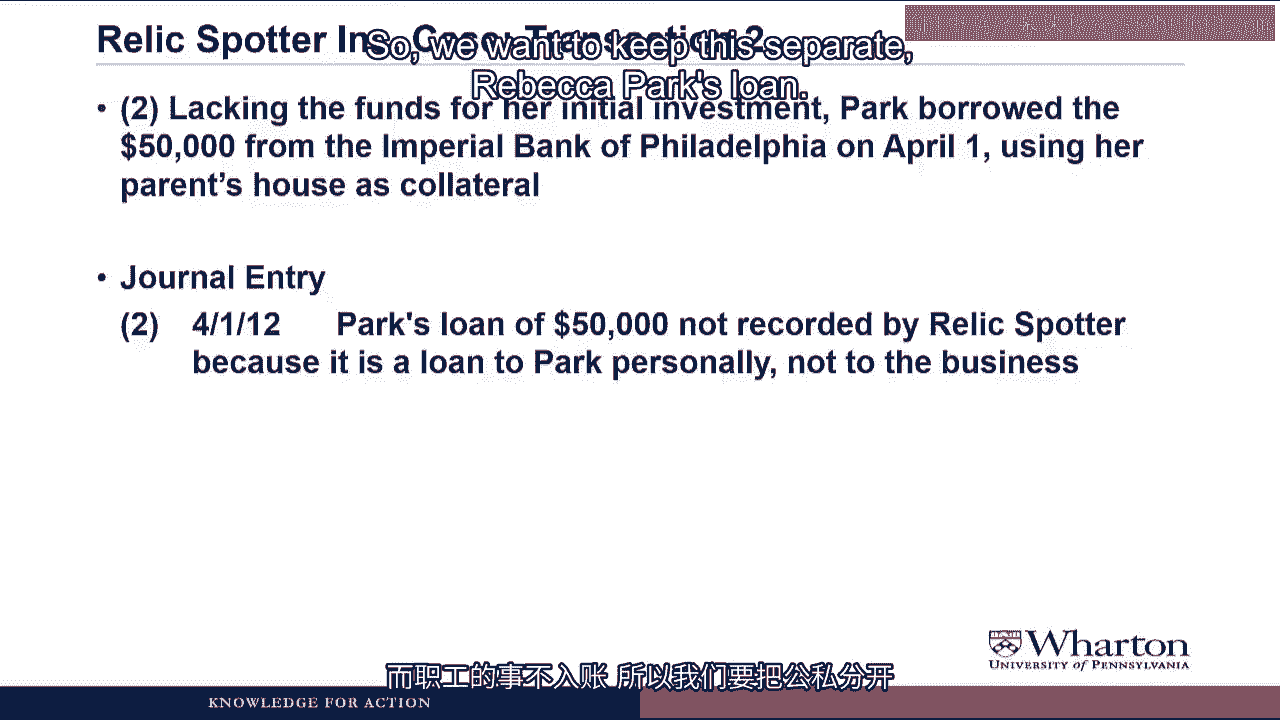 Relic Spotter Inc. Case: Transaction 2
So, we want to keep this separate,
Rebecca Park's loan.
• (2) Lacking the funds for her initial investment, Park borrowed the
$50,000 from the Imperial Bank of Philadelphia on April 1, using her
parent’s house as collateral
• Journal Entry
(2) 4/1/12 Park's loan of $50,000 not recorded by Relic Spotter
because it is a loan to Park personally, not to the business
Wharton
UNIVERSITY of PENNSYLVANIA
而职工的事不入账 所以我们要把公私分开
KNOWLEDGE FOR ACTION